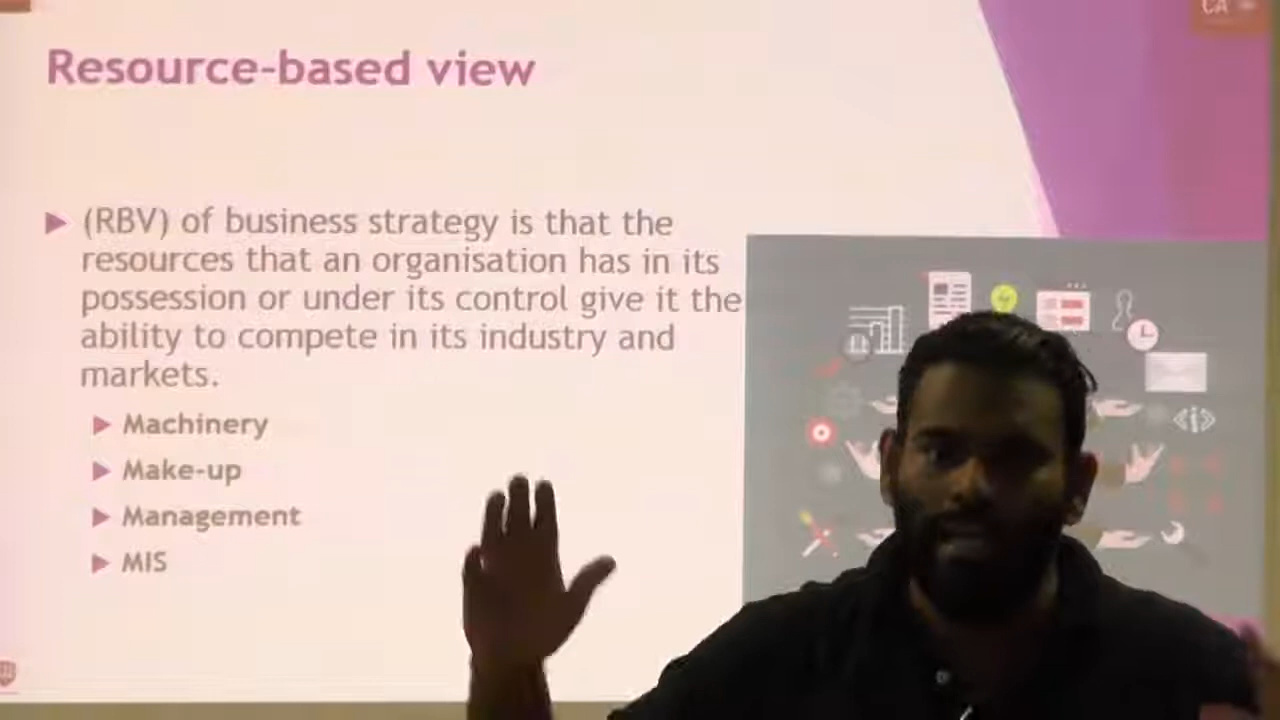 CA
Resource-based view
(RBV) of business strategy is that the
resources that an organisation has in its
possession or under its control give it the
ability to compete in its industry and
markets.
Machinery
Make-up
Management
MIS